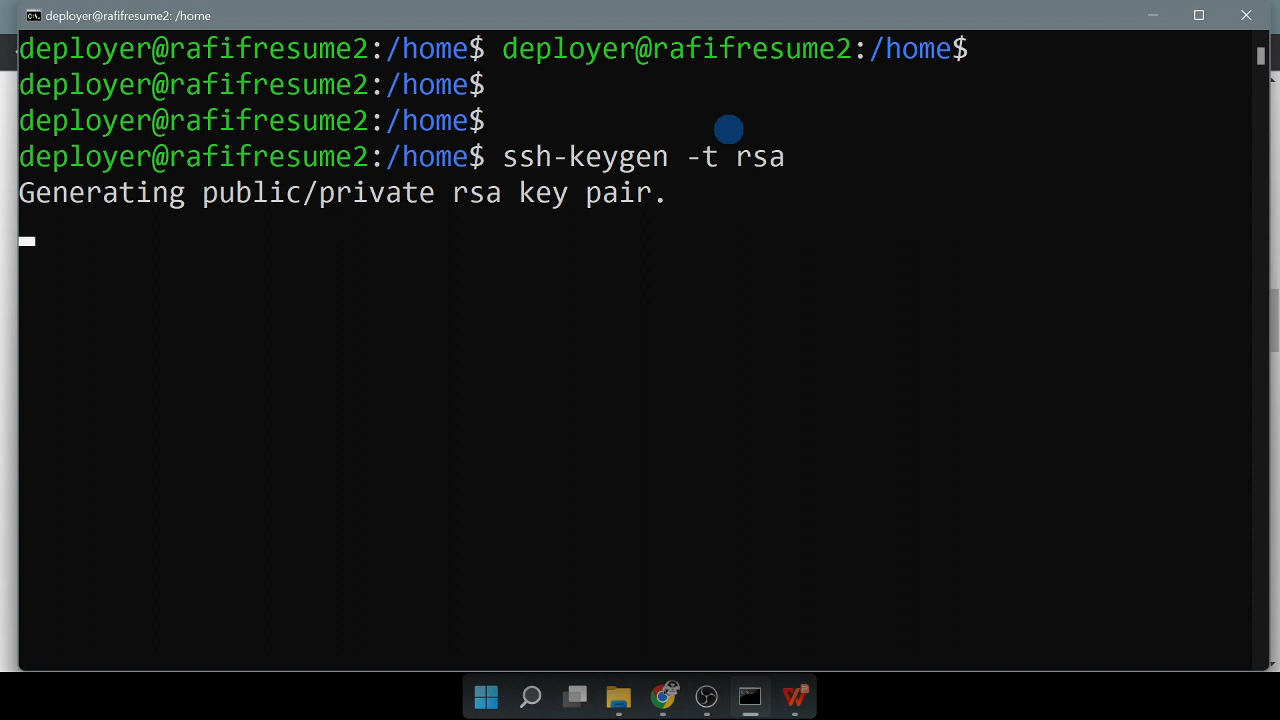 deployer@rafifresume2: /home
deployer@rafifresume2:/home$ deployer@rafifresume2:/home$
deployer@rafifresume2:/home$
deployer@rafifresume2:/home$
deployer@rafifresume2:/home$ ssh-keygen -t rsa
Generating public/private rsa key pair.